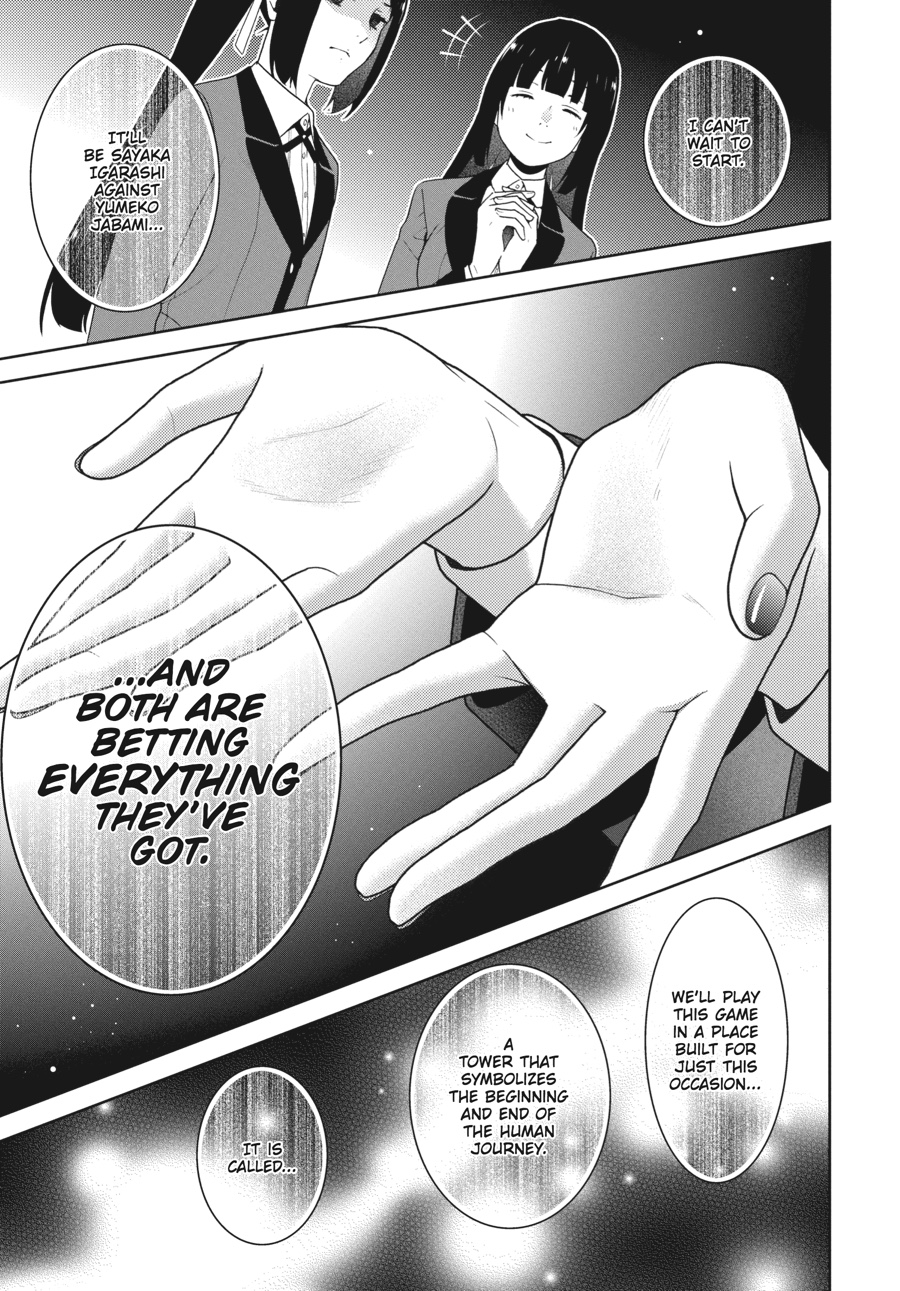 I CAN'T
WAIT TO
START.
IT'LL
BE SAYAKA
IGARASHI
AGAINST
YUMEKO
JABAMI...
...AND
BOTH ARE
BETTING
EVERYTHING
THEY'VE
GOT.
WE'LL PLAY
THIS GAME
IN A PLACE
BUILT FOR
JUST THIS
OCCASION...
A
TOWER THAT
SYMBOLIZES
THE BEGINNING
AND END OF
THE HUMAN
JOURNEY.
IT IS
CALLED...